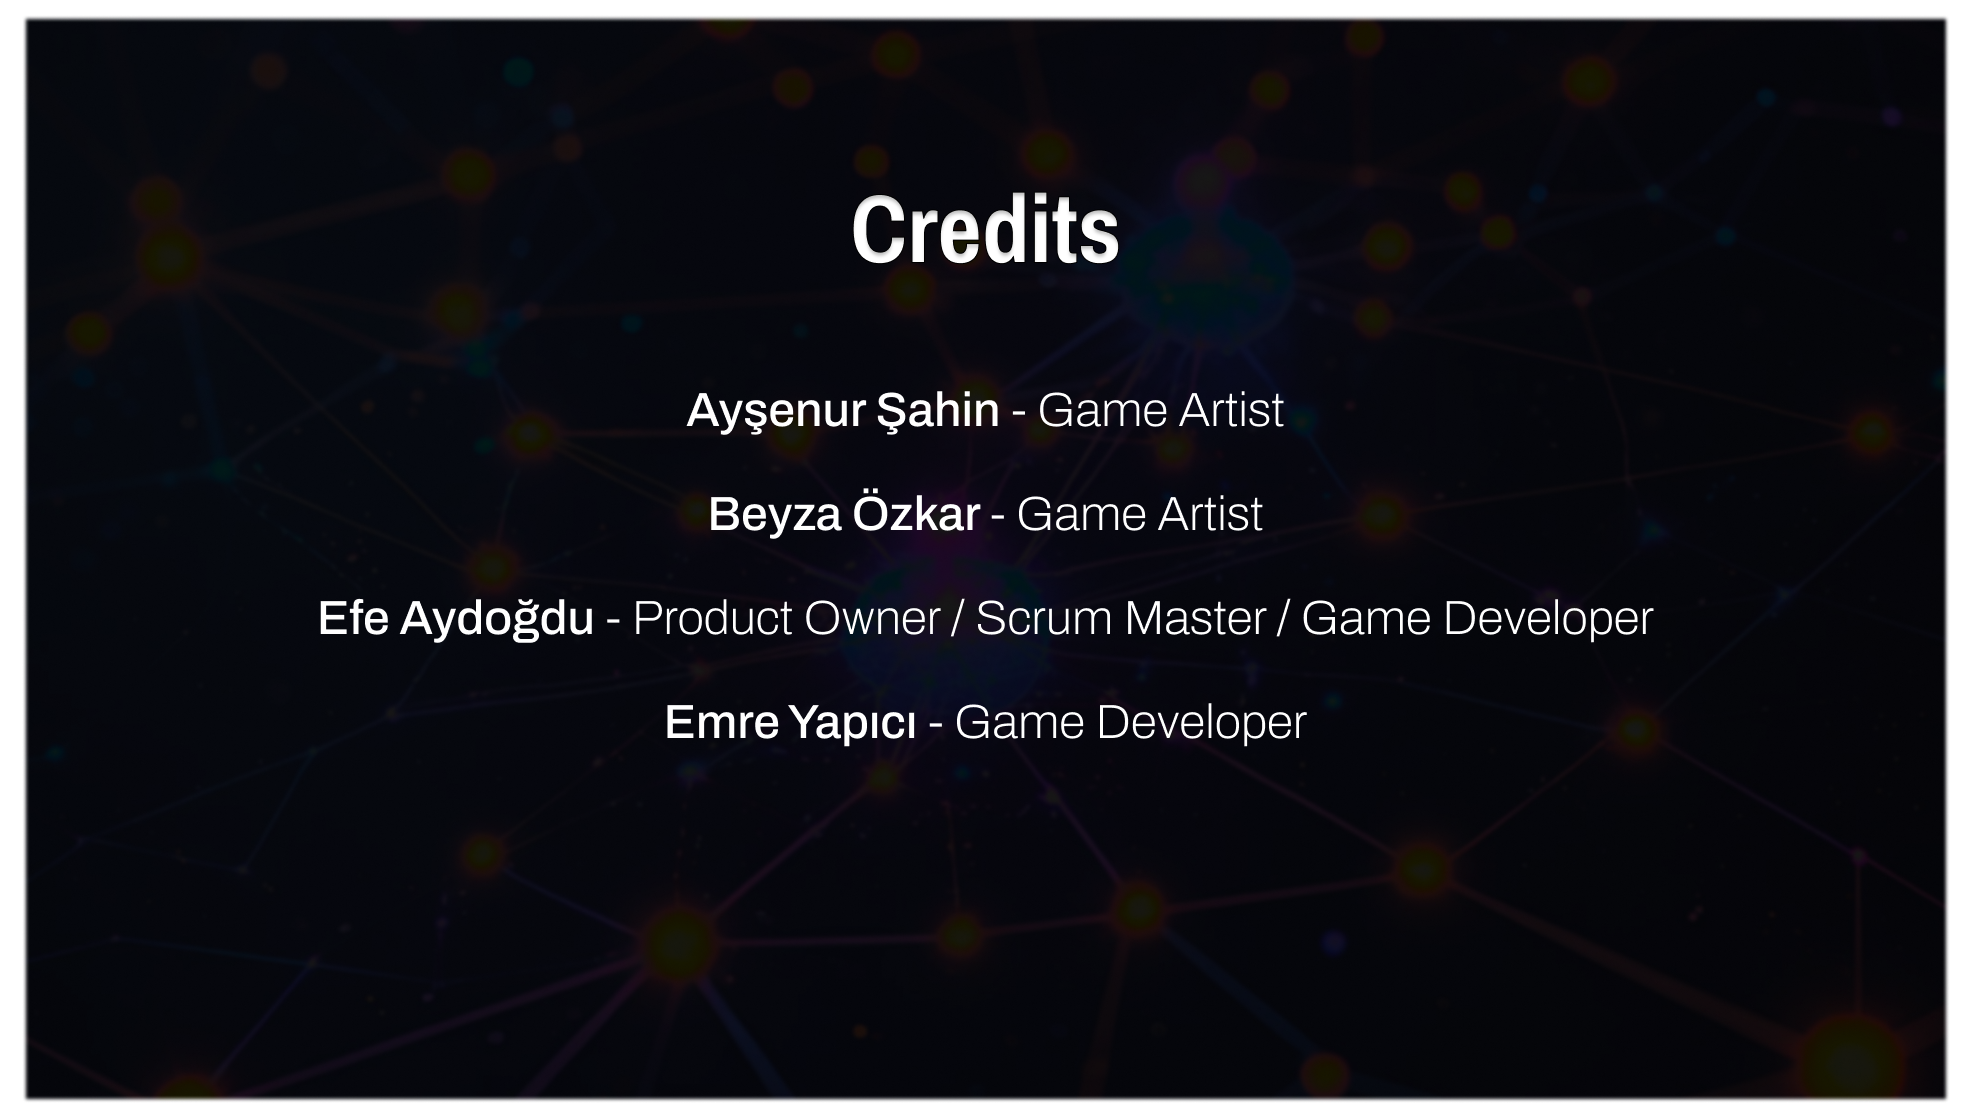 Credits
Ayşenur Şahin - Game Artist
Beyza Özkar - Game Artist
Efe Aydoğdu - Product Owner / Scrum Master / Game Developer
Emre Yapıcı - Game Developer